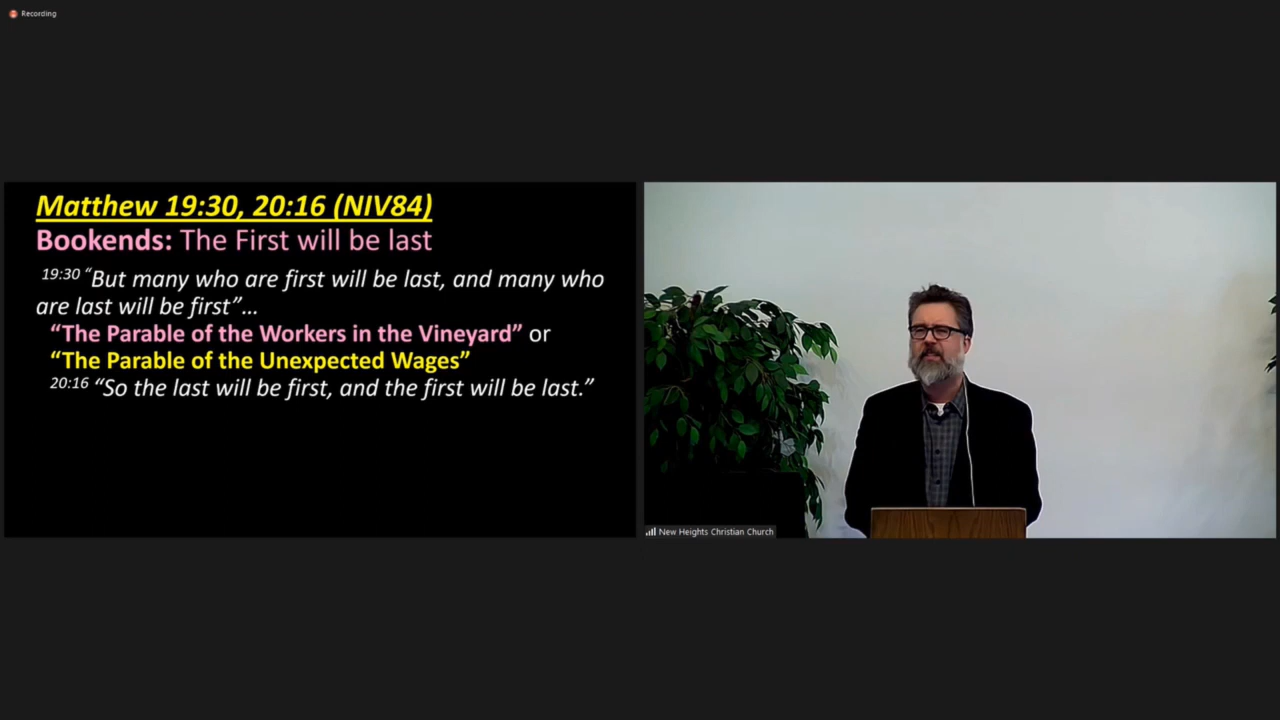 Recording
Matthew 19:30, 20:16 (NIV84)
Bookends: The First will be last
19:30 “But many who are first will be last, and many who
are last will be first”…
“The Parable of the Workers in the Vineyard” or
“The Parable of the Unexpected Wages”
20:16 “So the last will be first, and the first will be last.”
New Heights Christian Church